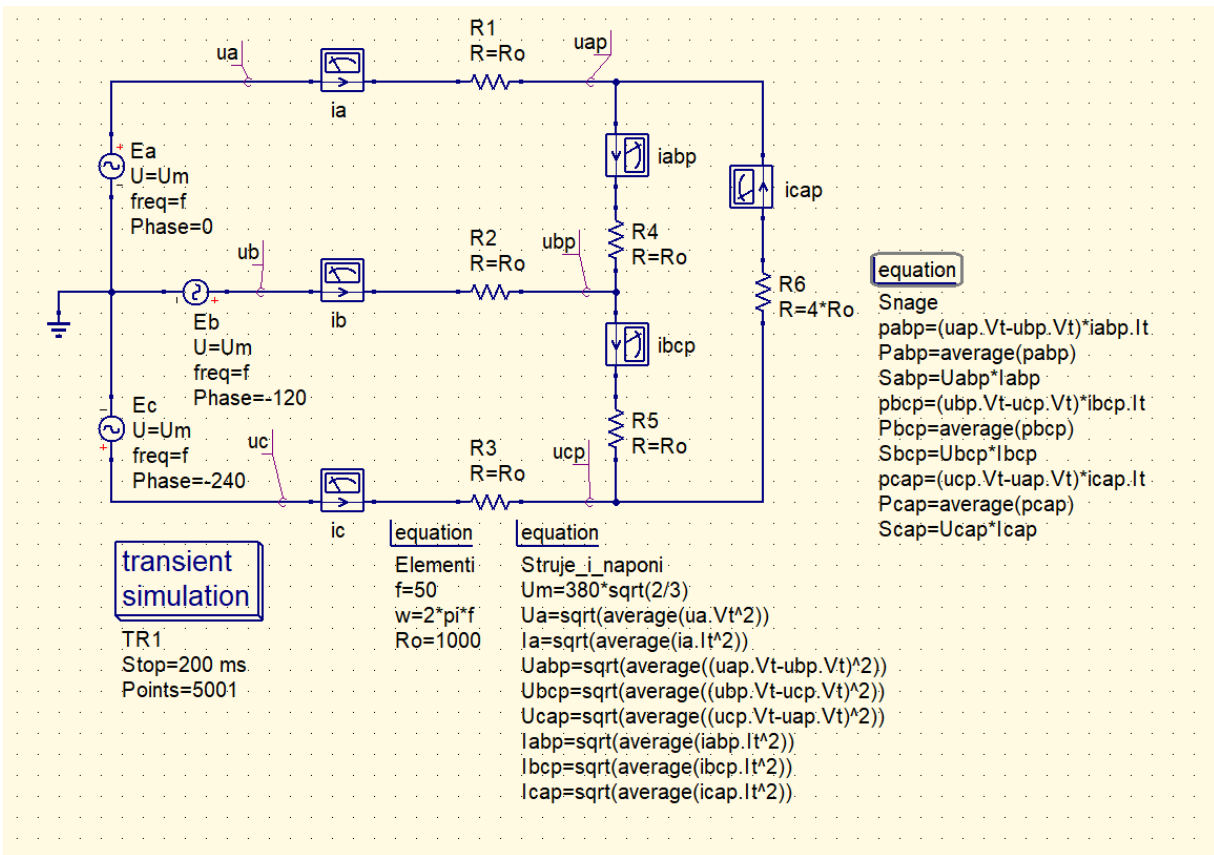 R1
R=Ro
ua
uap
ia
Ea
U=Um
freq=f
Phase=0
iabp
icap
R4
R=Ro
R2
R=Ro
ub
ubp
R6
R=4*Ro
ib
Eb
U=Um
freq=f
Phase=-120
ibcp
Ec
U=Um
freq=f
Phase=-240
R5
R=Ro
uc
R3
R=Ro
ucp
ic
equation
Snage
pabp=(uap.Vt-ubp.Vt)*iabp.It
Pabp=average(pabp)
Sabp=Uabp*Iabp
pbcp=(ubp.Vt-ucp.Vt)*ibcp.It
Pbcp=average(pbcp)
Sbcp=Ubcp*Ibcp
pcap=(ucp.Vt-uap.Vt)*icap.It
Pcap=average(pcap)
Scap=Ucap*Icap
transient
simulation
TR1
Stop=200 ms
Points=5001
equation
Elementi
f=50
w=2*pi*f
Ro=1000
equation
Struje_i_naponi
Um=380*sqrt(2/3)
Ua=sqrt(average(ua.Vt^2))
Ia=sqrt(average(ia.It^2))
Uabp=sqrt(average((uap.Vt-ubp.Vt)^2))
Ubcp=sqrt(average((ubp.Vt-ucp.Vt)^2))
Ucap=sqrt(average((ucp.Vt-uap.Vt)^2))
Iabp=sqrt(average(iabp.It^2))
Ibcp=sqrt(average(ibcp.It^2))
Icap=sqrt(average(icap.It^2))